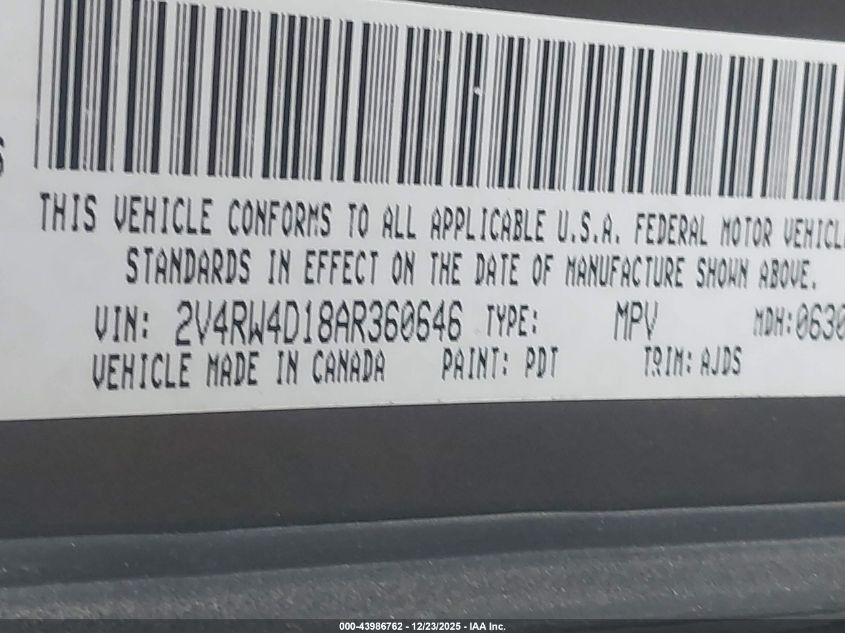 THIS VEHICLE CONFORMS TO ALL APPLICABLE U.S.A. FEDERAL MOTOR
STANDARDS IN EFFECT ON THE DATE OF MANUFACTURE SHOWN ABOVE.
VIN: 2V4RW4D18AR360646 TYPE: MPV MDH:
VEHICLE MADE IN CANADA PAINT: PDT TRIM: AJDS
000-43986762 - 12/23/2025 - IAA Inc.